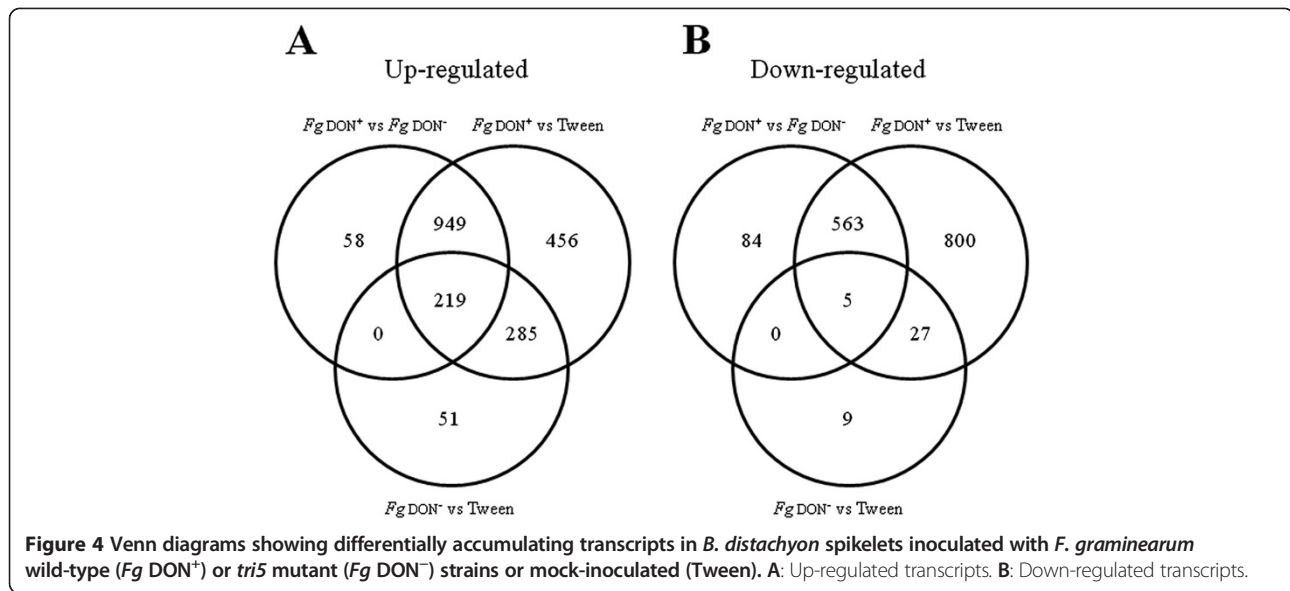 A
B
Up-regulated
Down-regulated
Fg DON⁺ vs Fg DON⁻
Fg DON⁺ vs Tween
Fg DON⁺ vs Fg DON⁻
Fg DON⁺ vs Tween
58
949
456
219
0
285
51
84
563
800
5
0
27
9
Fg DON⁻ vs Tween
Fg DON⁻ vs Tween
Figure 4 Venn diagrams showing differentially accumulating transcripts in B. distachyon spikelets inoculated with F. graminearum
wild-type (Fg DON⁺) or tri5 mutant (Fg DON⁻) strains or mock-inoculated (Tween). A: Up-regulated transcripts. B: Down-regulated transcripts.